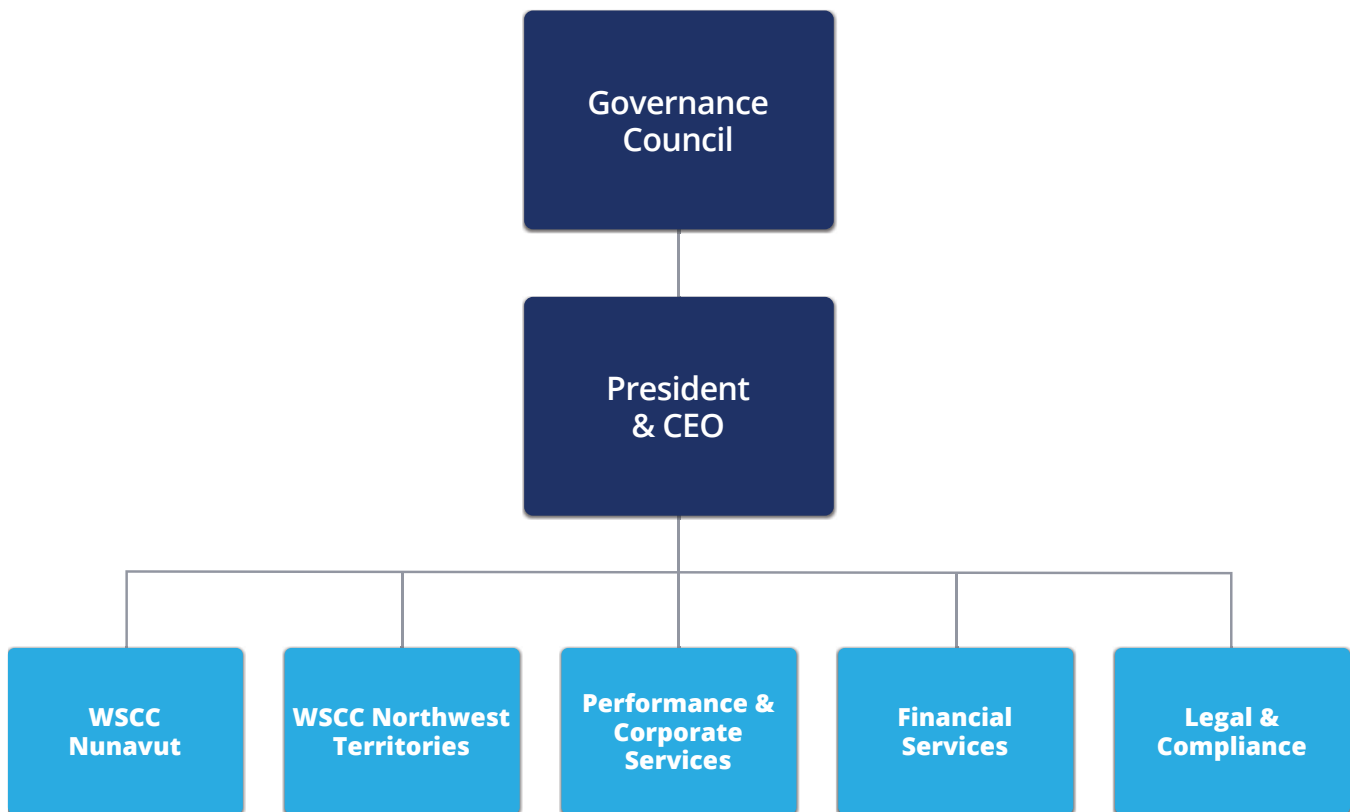 Governance
Council
President
& CEO
WSCC
Nunavut
WSCC Northwest
Territories
Performance &
Corporate
Services
Financial
Services
Legal &
Compliance